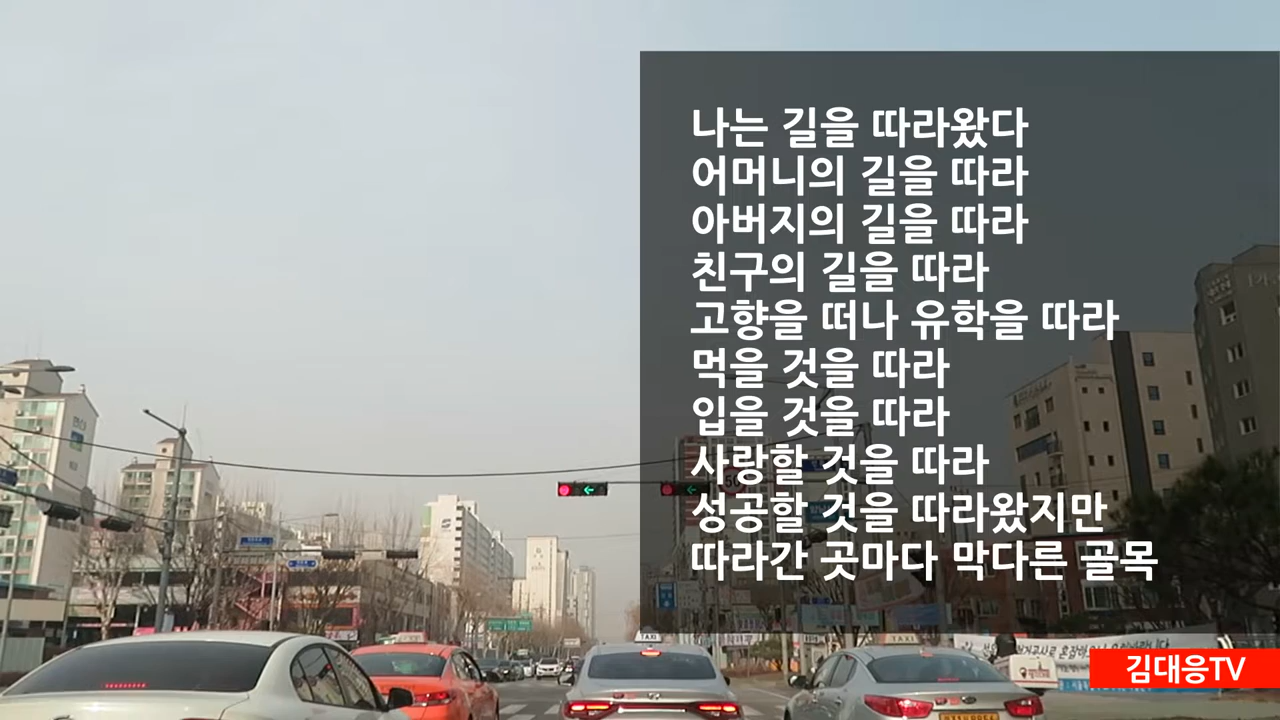 나는 길을 따라왔다
어머니의 길을 따라
아버지의 길을 따라
친구의 길을 따라
고향을 떠나 유학을 따라
먹을 것을 따라
입을 것을 따라
사랑할 것을 따라
성공할 것을 따라왔지만
따라간 곳마다 막다른 골목
TAXI
TAXI
김대응TV